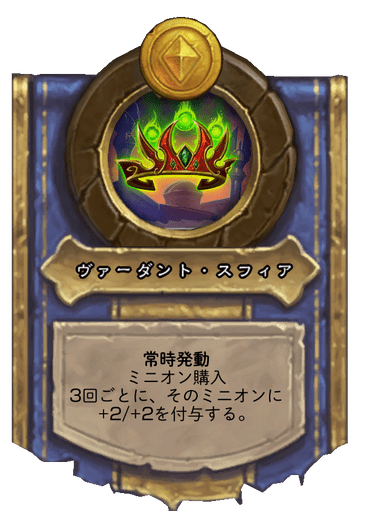 ヴァーダント・スフィア
常時発動
ミニオン購入
3回ごとに、そのミニオンに
+2/+2を付与する。